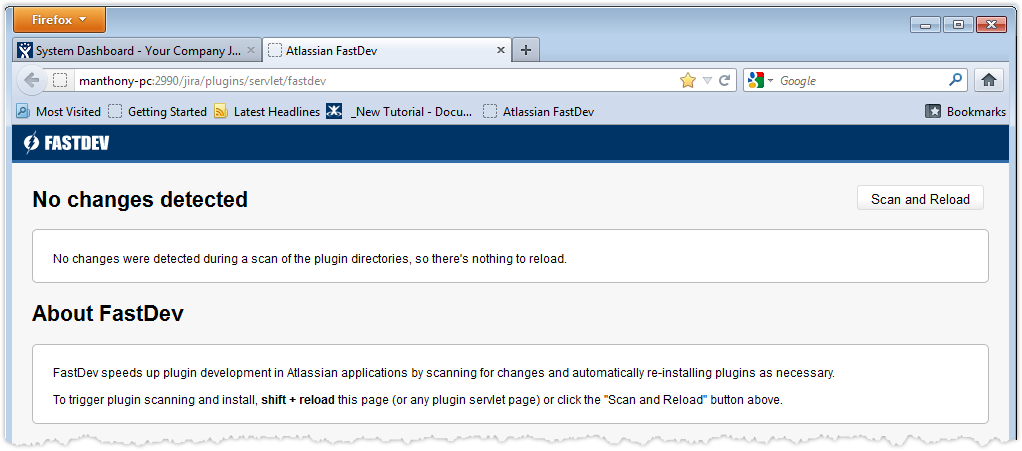 Firefox
System Dashboard - Your Company J...
Atlassian FastDev
manthony-pc:2990/jira/plugins/servlet/fastdev
Google
Most Visited
Getting Started
Latest Headlines
_New Tutorial - Docu...
Atlassian FastDev
Bookmarks
FASTDEV
No changes detected
Scan and Reload
No changes were detected during a scan of the plugin directories, so there's nothing to reload.
About FastDev
FastDev speeds up plugin development in Atlassian applications by scanning for changes and automatically re-installing plugins as necessary.
To trigger plugin scanning and install, shift + reload this page (or any plugin servlet page) or click the "Scan and Reload" button above.